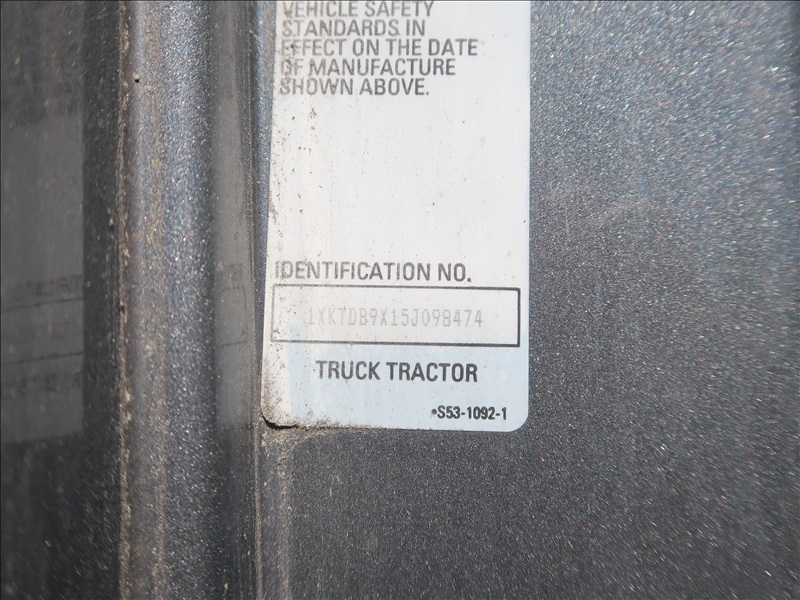 VEHICLE SAFETY
STANDARDS IN
EFFECT ON THE DATE
OF MANUFACTURE
SHOWN ABOVE.
IDENTIFICATION NO.
1XKTDB9X15J098474
TRUCK TRACTOR
•S53-1092-1